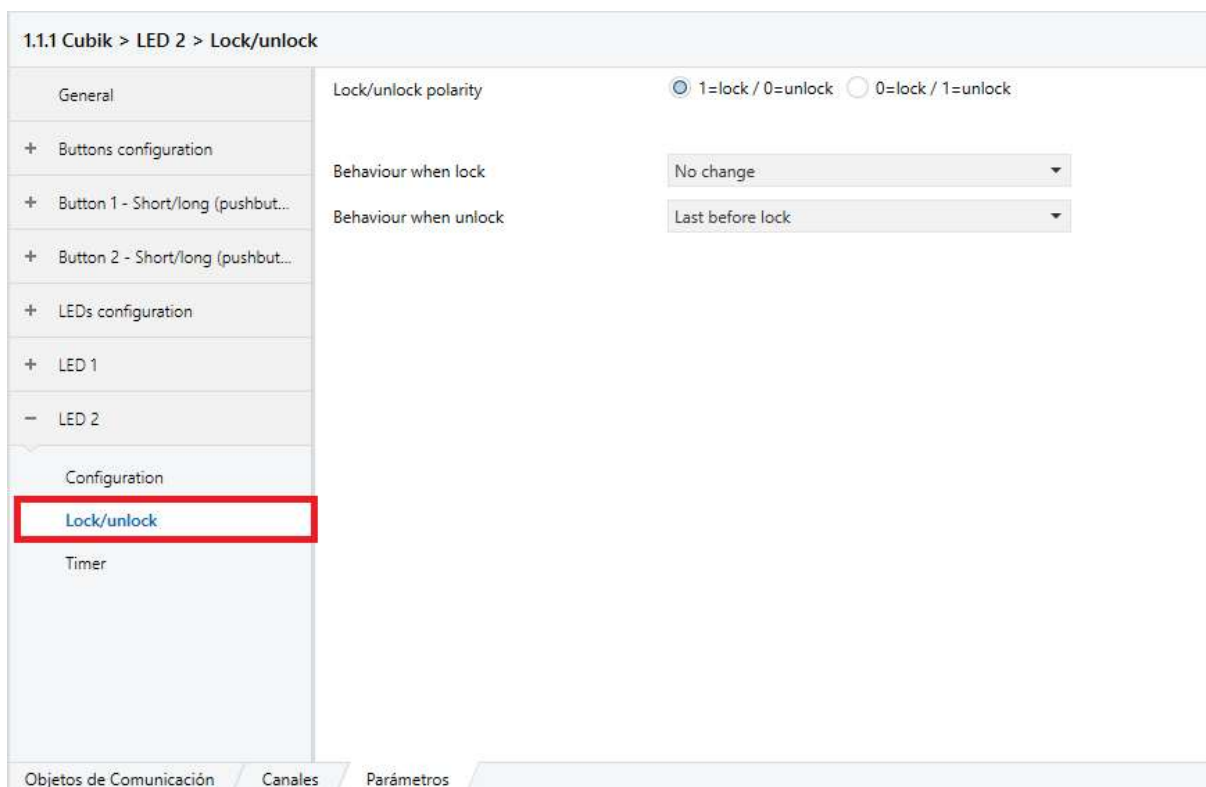 1.1.1 Cubik > LED 2 > Lock/unlock
General
+ Buttons configuration
+ Button 1 - Short/long (pushbut...
+ Button 2 - Short/long (pushbut...
+ LEDs configuration
+ LED 1
− LED 2
Configuration
Lock/unlock
Timer
Lock/unlock polarity 1=lock / 0=unlock 0=lock / 1=unlock
Behaviour when lock No change
Behaviour when unlock Last before lock
Objetos de Comunicación Canales Parámetros